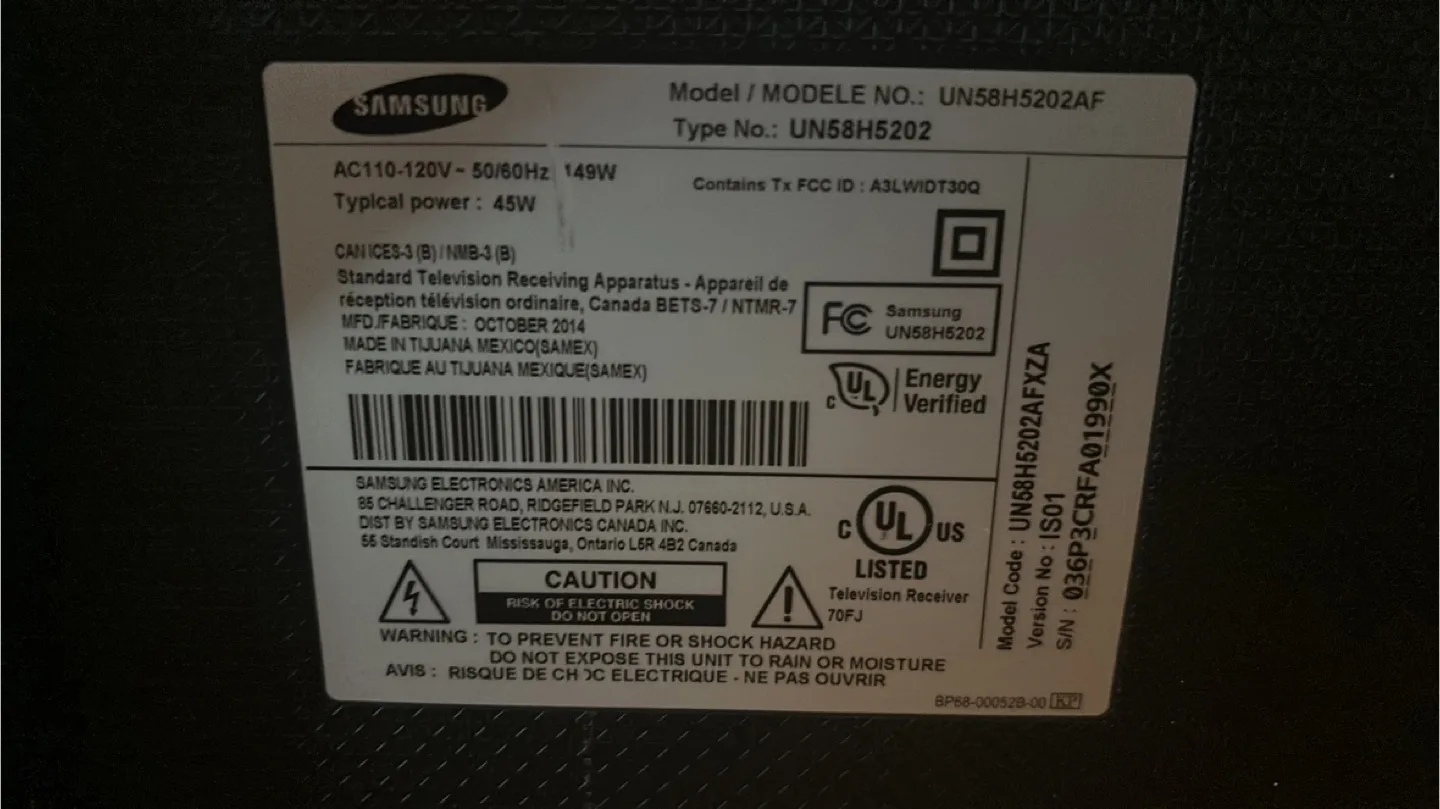 SAMSUNG
Model / MODELE NO.: UN58H5202AF
Type No.: UN58H5202
AC110-120V ~ 50/60Hz 149W
Typical power : 45W
Contains Tx FCC ID : A3LWIDT30Q
CAN ICES-3 (B) / NMB-3 (B)
Standard Television Receiving Apparatus - Appareil de
réception télévision ordinaire, Canada BETS-7 / NTMR-7
MFD./FABRIQUE : OCTOBER 2014
MADE IN TIJUANA MEXICO(SAMEX)
FABRIQUE AU TIJUANA MEXIQUE(SAMEX)
FC Samsung
UN58H5202
C UL Energy
Verified
SAMSUNG ELECTRONICS AMERICA INC.
85 CHALLENGER ROAD, RIDGEFIELD PARK N.J. 07660-2112, U.S.A.
DIST BY SAMSUNG ELECTRONICS CANADA INC.
55 Standish Court Mississauga, Ontario L5R 4B2 Canada
C UL US
LISTED
Television Receiver
70FJ
CAUTION
RISK OF ELECTRIC SHOCK
DO NOT OPEN
WARNING : TO PREVENT FIRE OR SHOCK HAZARD
DO NOT EXPOSE THIS UNIT TO RAIN OR MOISTURE
AVIS : RISQUE DE CHOC ELECTRIQUE - NE PAS OUVRIR
BP68-00052B-00 KP
Model Code : UN58H5202AFXZA
Version No : IS01
S/N : 036P3CRFA01990X